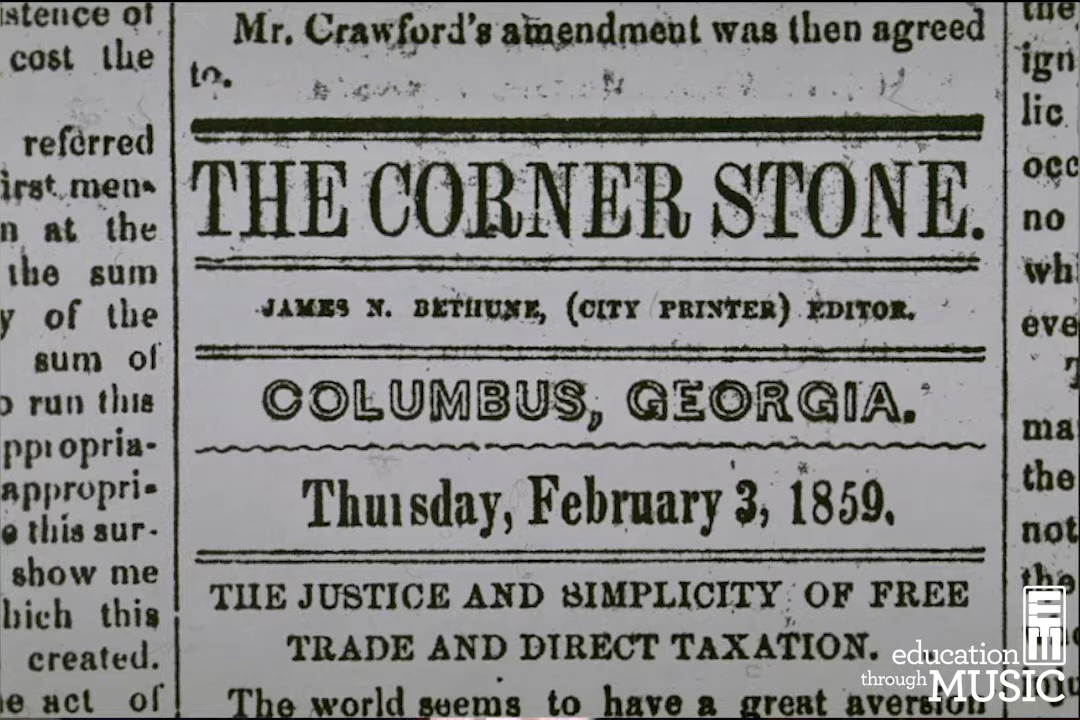 istence of
cost the
referred
irst men-
n at the
the sum
y of the
sum of
o run this
ppropria-
appropri-
e this sur-
show me
hich this
created.
e act of
Mr. Crawford's amendment was then agreed
to.
THE CORNER STONE.
JAMES N. BETHUNE, (CITY PRINTER) EDITOR.
COLUMBUS, GEORGIA.
Thursday, February 3, 1859.
THE JUSTICE AND SIMPLICITY OF FREE
TRADE AND DIRECT TAXATION.
The world seems to have a great aversion
the
ign
lic
occ
no
wh
eve
T
ma
the
not
the
education
through
MUSIC